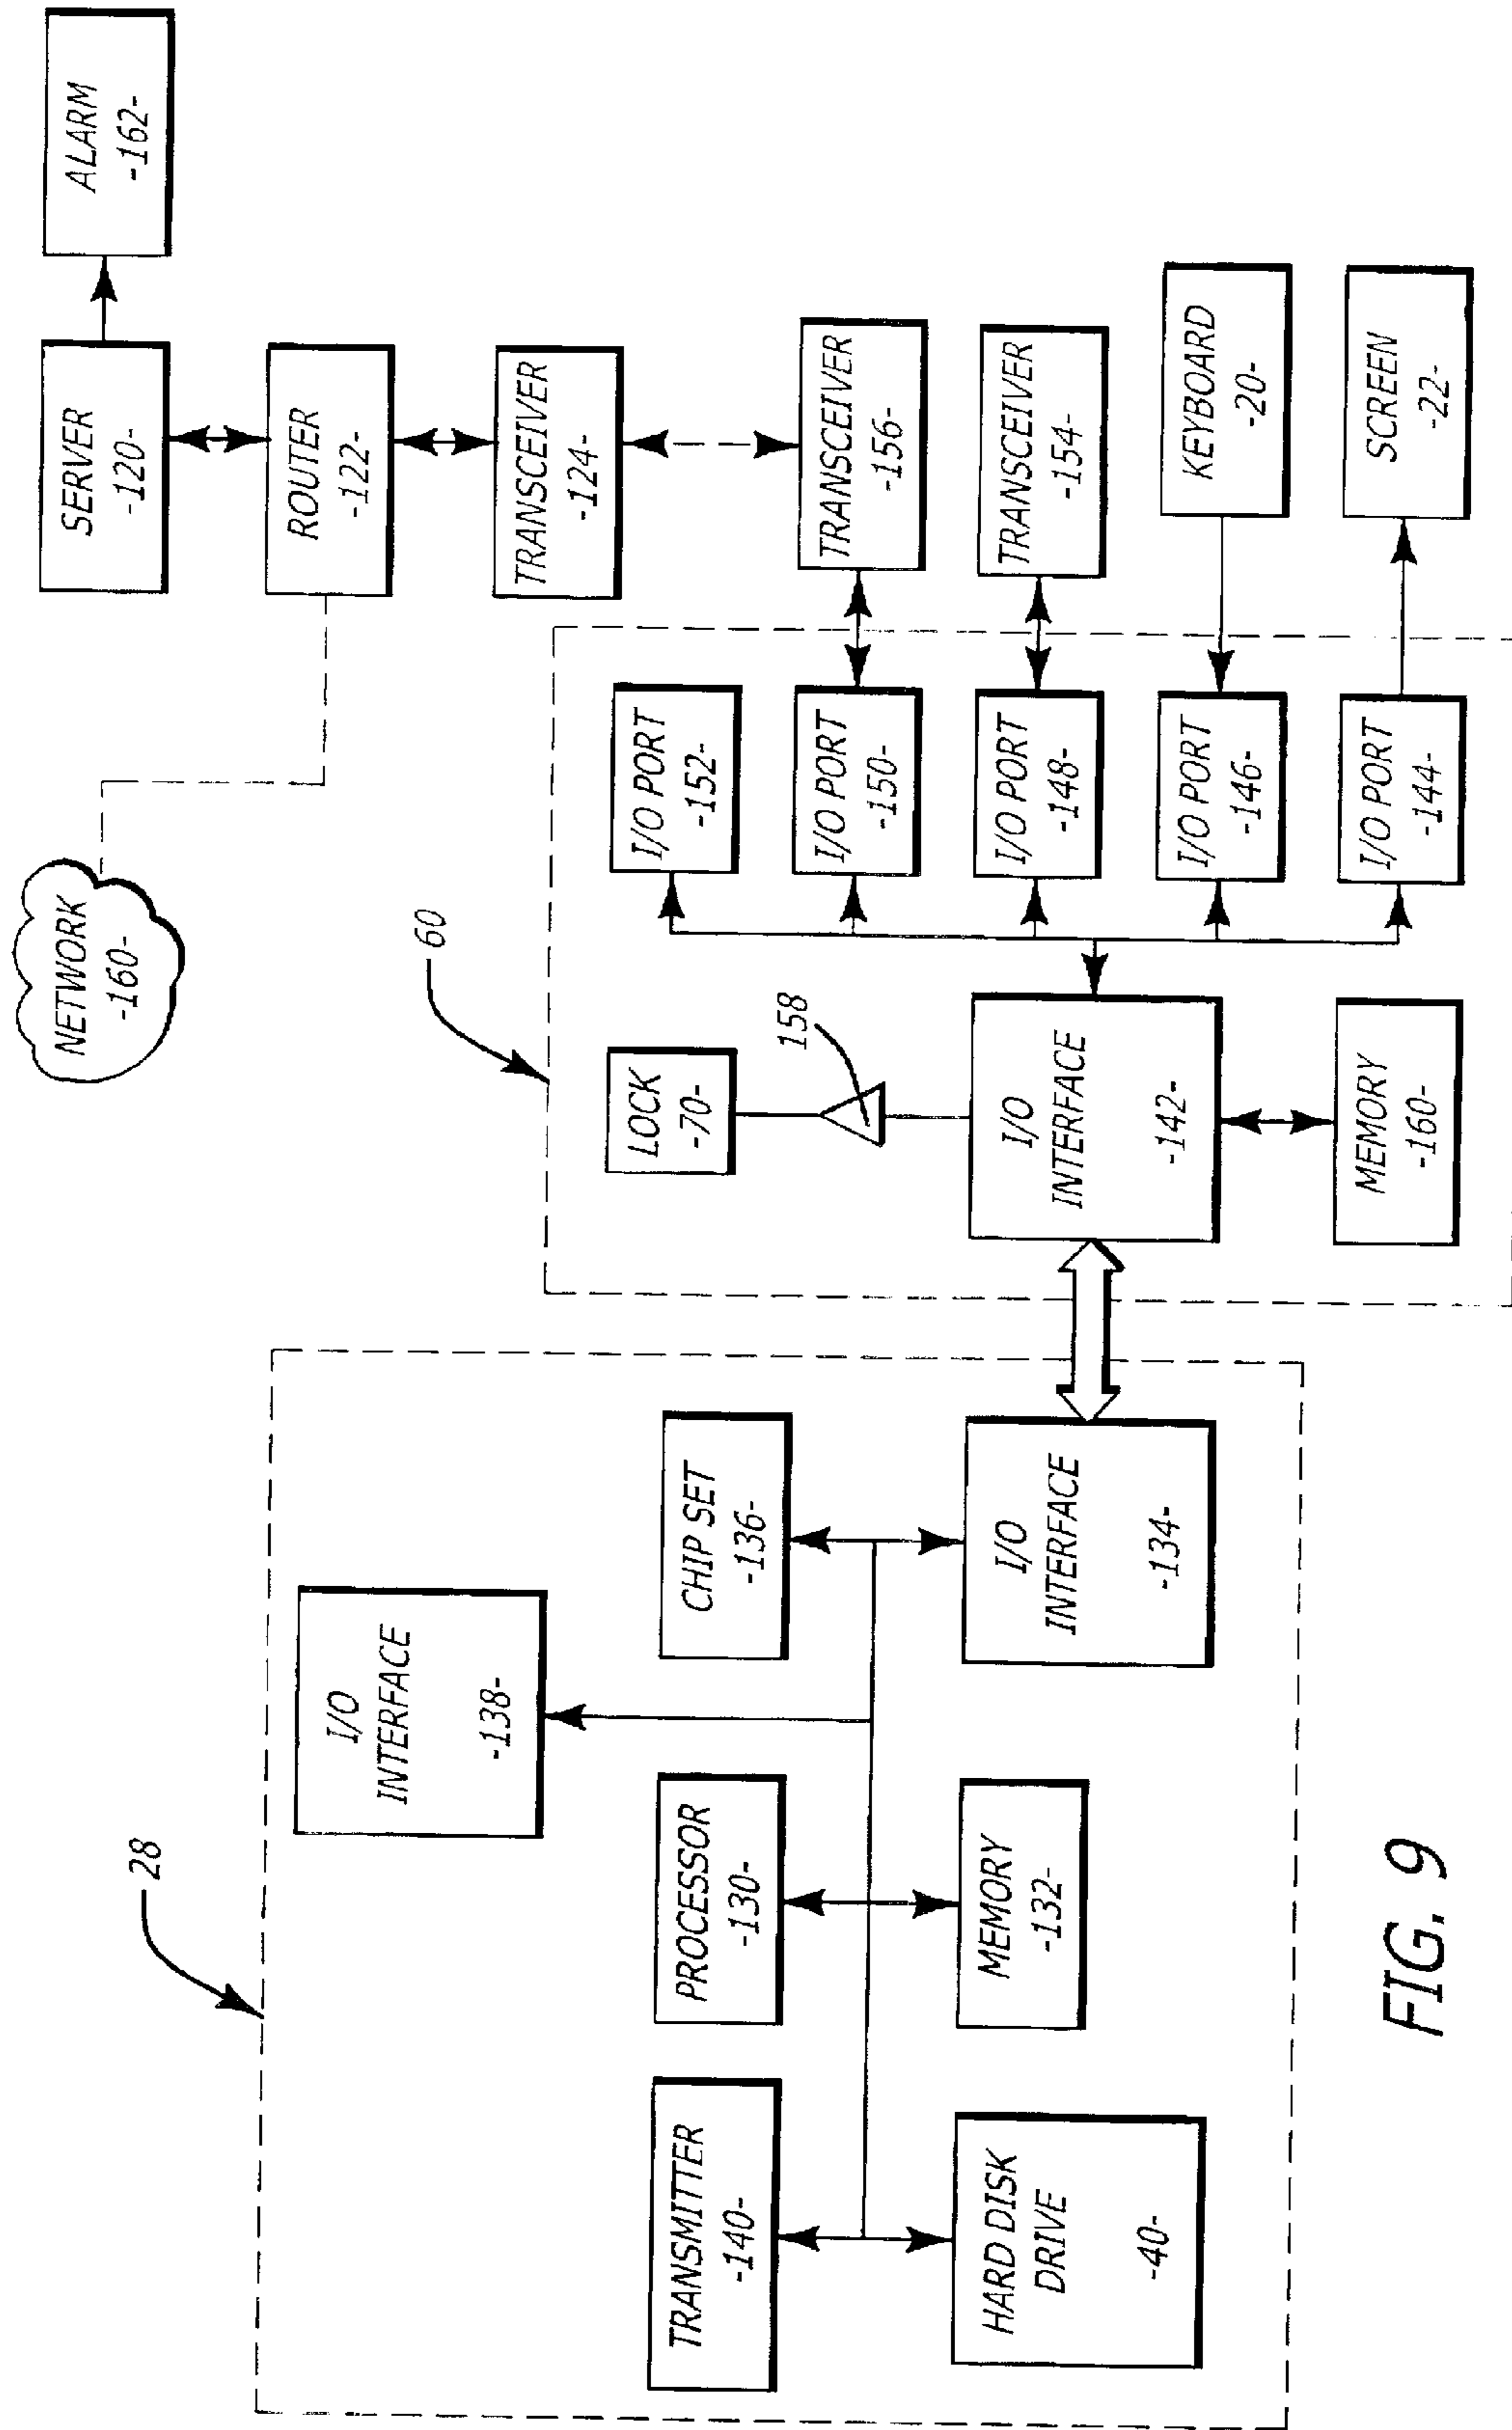 NETWORK
-160-
SERVER
-120-
ALARM
-162-
ROUTER
-122-
TRANSCEIVER
-124-
28
I/O
INTERFACE
-138-
60
LOCK
-70-
158
I/O PORT
-152-
I/O PORT
-150-
TRANSCEIVER
-156-
I/O PORT
-148-
TRANSCEIVER
-154-
I/O PORT
-146-
KEYBOARD
-20-
I/O PORT
-144-
SCREEN
-22-
TRANSMITTER
-140-
PROCESSOR
-130-
CHIP SET
-136-
HARD DISK
DRIVE
-40-
MEMORY
-132-
I/O
INTERFACE
-134-
I/O
INTERFACE
-142-
MEMORY
-160-
FIG. 9